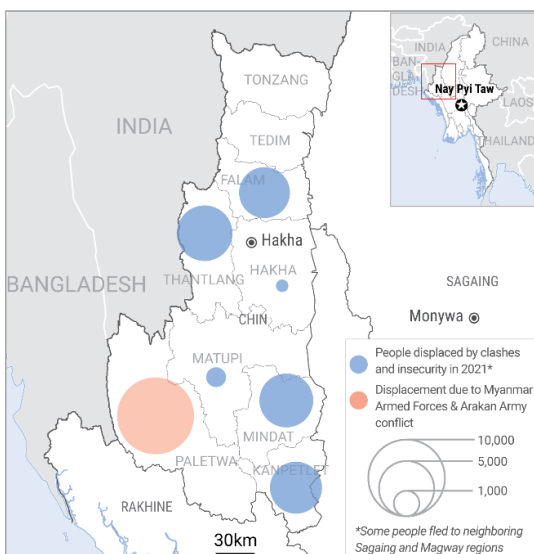 INDIA
CHINA
BAN-
GLA
DESH
Nay Pyi Taw
LAOS
THAILAND
TONZANG
INDIA
TEDIM
FALAM
Hakha
BANGLADESH
THANTLANG
HAKHA
SAGAING
CHIN
Monywa
MATUPI
MINDAT
PALETWA
KANPETLET
RAKHINE
30km
People displaced by clashes
and insecurity in 2021*
Displacement due to Myanmar
Armed Forces & Arakan Army
conflict
10,000
5,000
1,000
*Some people fled to neighboring
Sagaing and Magway regions